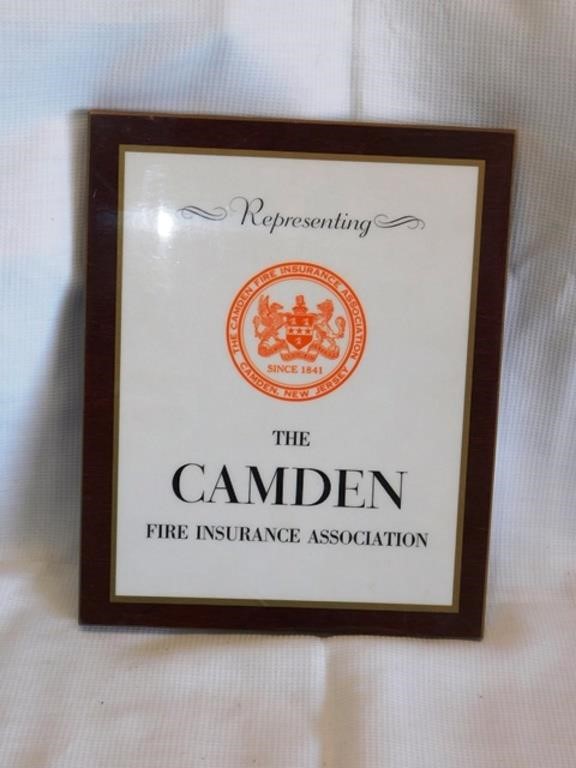 Representing
THE CAMDEN FIRE INSURANCE ASSOCIATION
SINCE 1841
CAMDEN, NEW JERSEY
THE
CAMDEN
FIRE INSURANCE ASSOCIATION